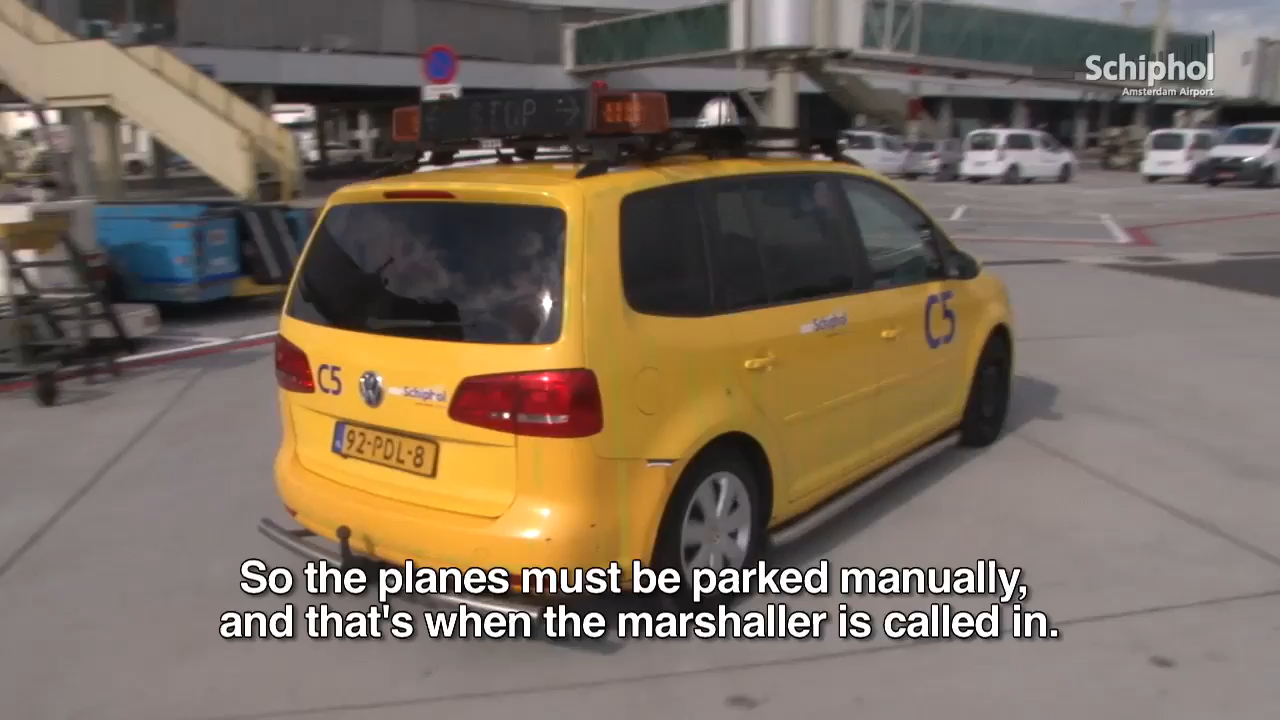 Schiphol
Amsterdam Airport
STOP →
C5
Schiphol
C5
Schiphol
92-PDL-8
So the planes must be parked manually,
and that's when the marshaller is called in.